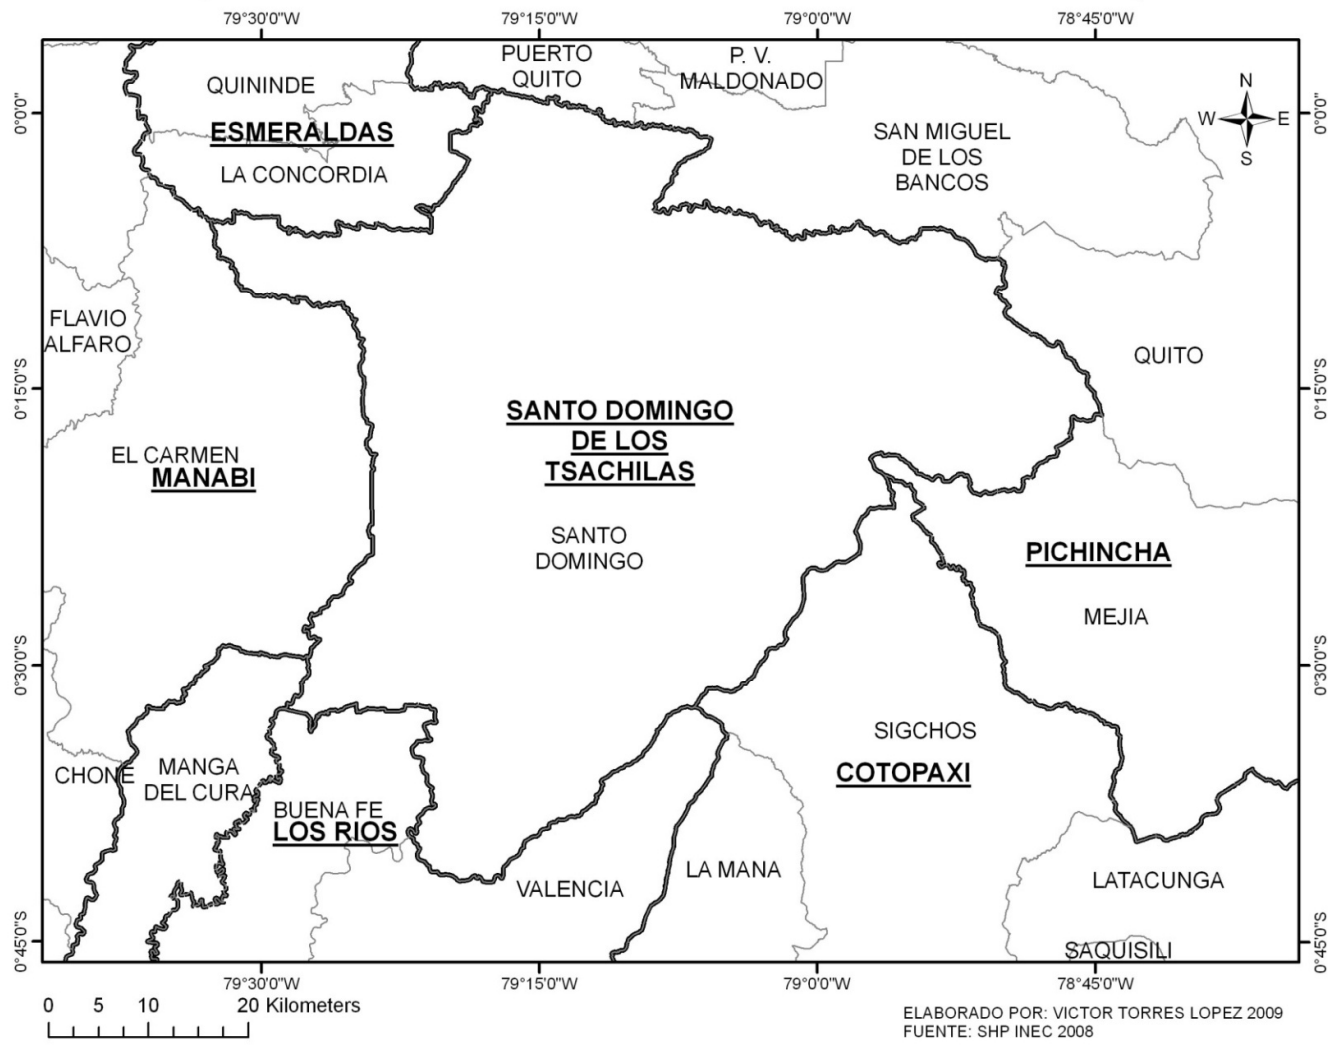 79°30'0"W
79°15'0"W
79°0'0"W
78°45'0"W
PUERTO
QUITO
P. V.
MALDONADO
QUININDE
N
W E
S
0°0'0"
0°0'0"
ESMERALDAS
SAN MIGUEL
DE LOS
BANCOS
LA CONCORDIA
FLAVIO
ALFARO
QUITO
0°15'0"S
0°15'0"S
SANTO DOMINGO
DE LOS
TSACHILAS
EL CARMEN
MANABI
SANTO
DOMINGO
PICHINCHA
MEJIA
0°30'0"S
0°30'0"S
SIGCHOS
COTOPAXI
CHONE
MANGA
DEL CURA
BUENA FE
LOS RIOS
VALENCIA
LA MANA
LATACUNGA
SAQUISILI
0°45'0"S
0°45'0"S
79°30'0"W
79°15'0"W
79°0'0"W
78°45'0"W
0 5 10 20 Kilometers
ELABORADO POR: VICTOR TORRES LOPEZ 2009
FUENTE: SHP INEC 2008